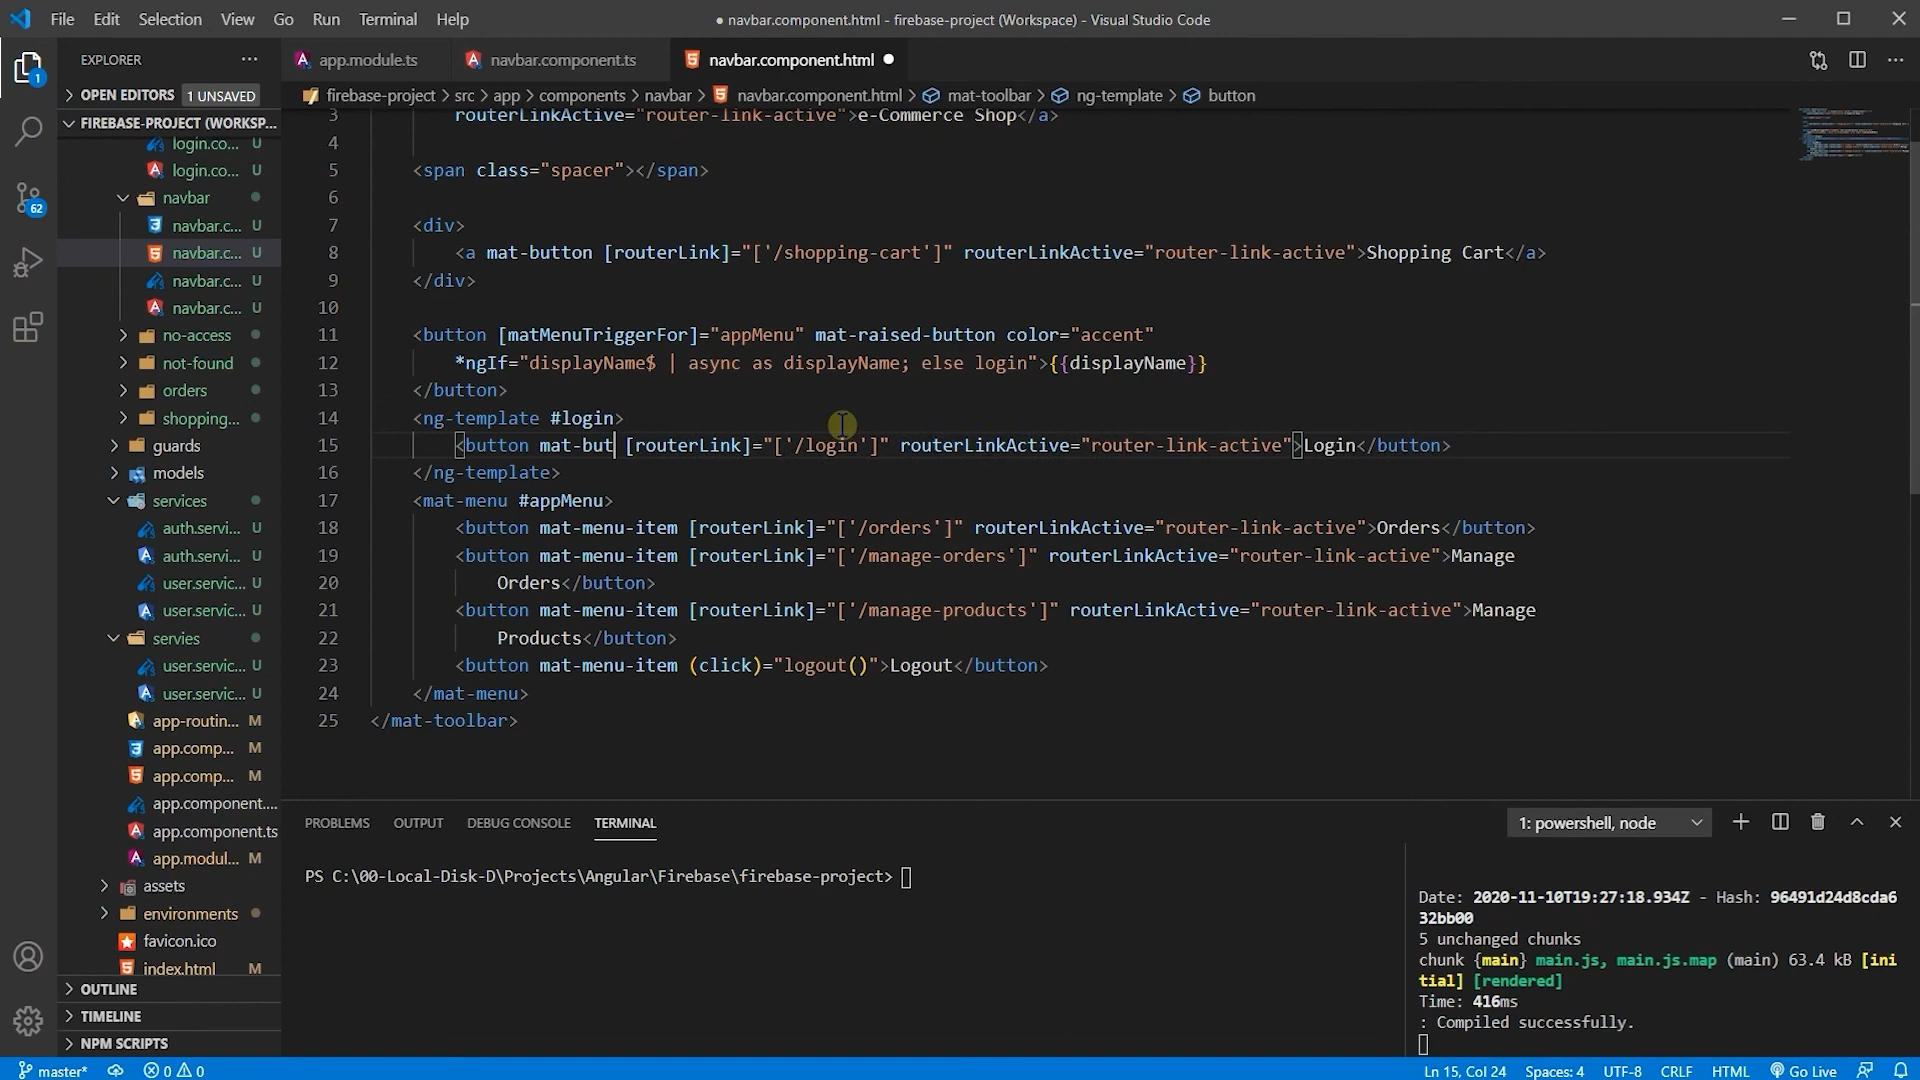 File Edit Selection View Go Run Terminal Help
● navbar.component.html - firebase-project (Workspace) - Visual Studio Code
EXPLORER
app.module.ts navbar.component.ts navbar.component.html
OPEN EDITORS 1 UNSAVED
firebase-project > src > app > components > navbar > navbar.component.html > mat-toolbar > ng-template > button
FIREBASE-PROJECT (WORKSP...
login.co... U
login.co... U
navbar
navbar.c... U
navbar.c... U
navbar.c... U
navbar.c... U
no-access
not-found
orders
shopping...
guards
models
services
auth.servi... U
auth.servi... U
user.servic... U
user.servic... U
servies
user.servic... U
user.servic... U
app-routin... M
app.comp... M
app.comp... M
app.component....
app.component.ts
app.modul... M
assets
environments
favicon.ico
index.html M
OUTLINE
TIMELINE
NPM SCRIPTS
1
62
3 routerLinkActive="router-link-active">e-Commerce Shop</a>
4
5 <span class="spacer"></span>
6
7 <div>
8 <a mat-button [routerLink]="['/shopping-cart']" routerLinkActive="router-link-active">Shopping Cart</a>
9 </div>
10
11 <button [matMenuTriggerFor]="appMenu" mat-raised-button color="accent"
12 *ngIf="displayName$ | async as displayName; else login">{{displayName}}
13 </button>
14 <ng-template #login>
15 <button mat-but [routerLink]="['/login']" routerLinkActive="router-link-active">Login</button>
16 </ng-template>
17 <mat-menu #appMenu>
18 <button mat-menu-item [routerLink]="['/orders']" routerLinkActive="router-link-active">Orders</button>
19 <button mat-menu-item [routerLink]="['/manage-orders']" routerLinkActive="router-link-active">Manage
20 Orders</button>
21 <button mat-menu-item [routerLink]="['/manage-products']" routerLinkActive="router-link-active">Manage
22 Products</button>
23 <button mat-menu-item (click)="logout()">Logout</button>
24 </mat-menu>
25 </mat-toolbar>
PROBLEMS OUTPUT DEBUG CONSOLE TERMINAL
1: powershell, node
PS C:\00-Local-Disk-D\Projects\Angular\Firebase\firebase-project>
Date: 2020-11-10T19:27:18.934Z - Hash: 96491d24d8cda6
32bb00
5 unchanged chunks
chunk {main} main.js, main.js.map (main) 63.4 kB [ini
tial] [rendered]
Time: 416ms
: Compiled successfully.
master* 0 0
Ln 15, Col 24 Spaces: 4 UTF-8 CRLF HTML Go Live